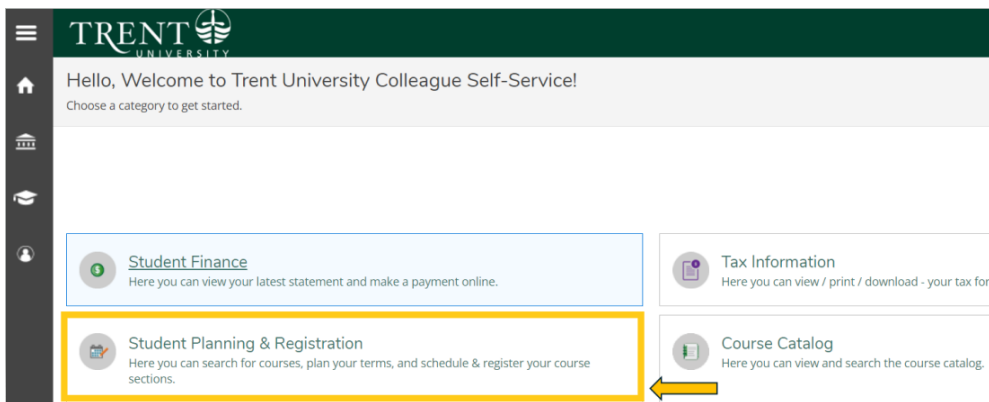 TRENT
UNIVERSITY
Hello, Welcome to Trent University Colleague Self-Service!
Choose a category to get started.
Student Finance
Here you can view your latest statement and make a payment online.
Tax Information
Here you can view / print / download - your tax for
Student Planning & Registration
Here you can search for courses, plan your terms, and schedule & register your course
sections.
Course Catalog
Here you can view and search the course catalog.